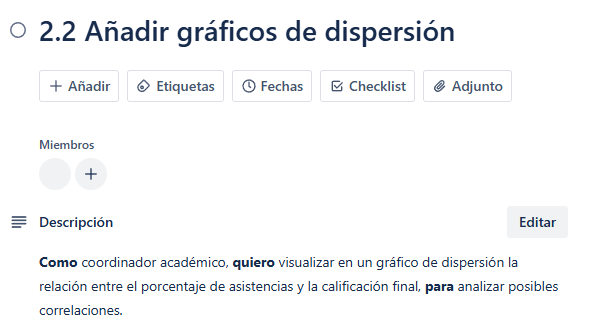 2.2 Añadir gráficos de dispersión
Añadir Etiquetas Fechas Checklist Adjunto
Miembros
Descripción Editar
Como coordinador académico, quiero visualizar en un gráfico de dispersión la
relación entre el porcentaje de asistencias y la calificación final, para analizar posibles
correlaciones.